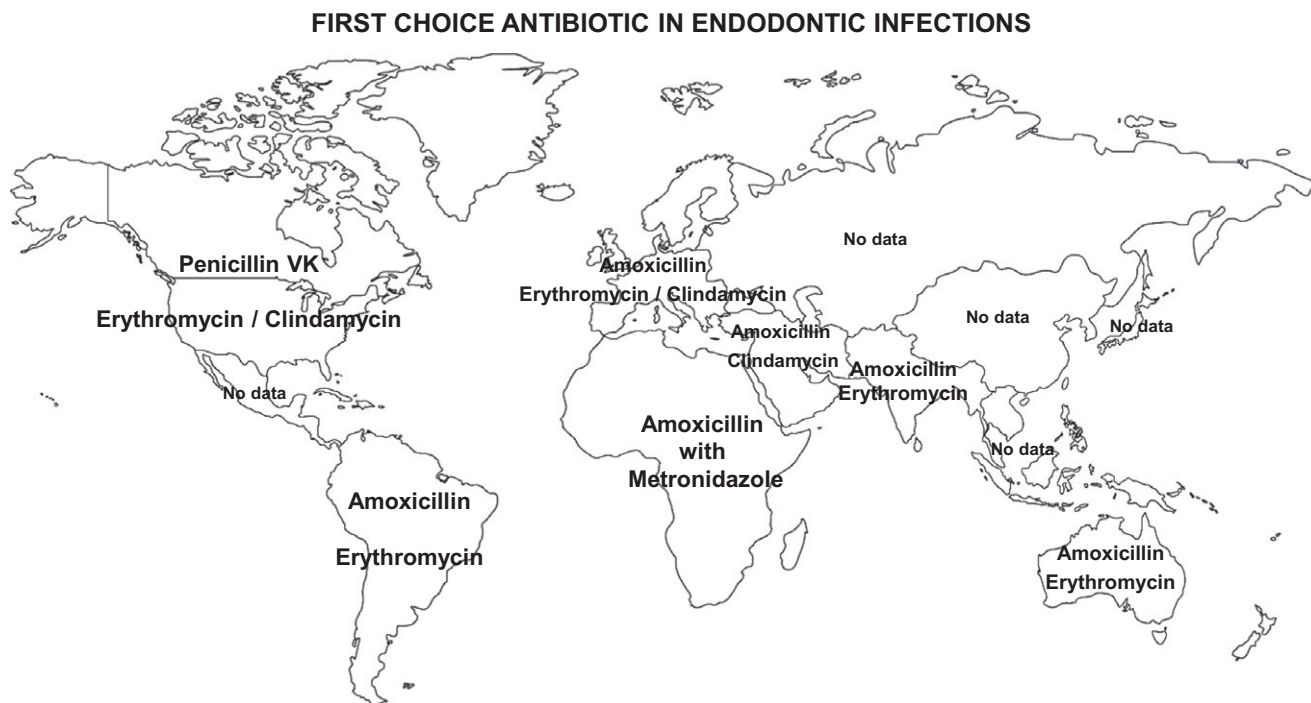 FIRST CHOICE ANTIBIOTIC IN ENDODONTIC INFECTIONS
Penicillin VK
Erythromycin / Clindamycin
No data
Amoxicillin
Erythromycin
Amoxicillin
Erythromycin / Clindamycin
Amoxicillin
Clindamycin
Amoxicillin
with
Metronidazole
No data
No data
No data
Amoxicillin
Erythromycin
No data
Amoxicillin
Erythromycin